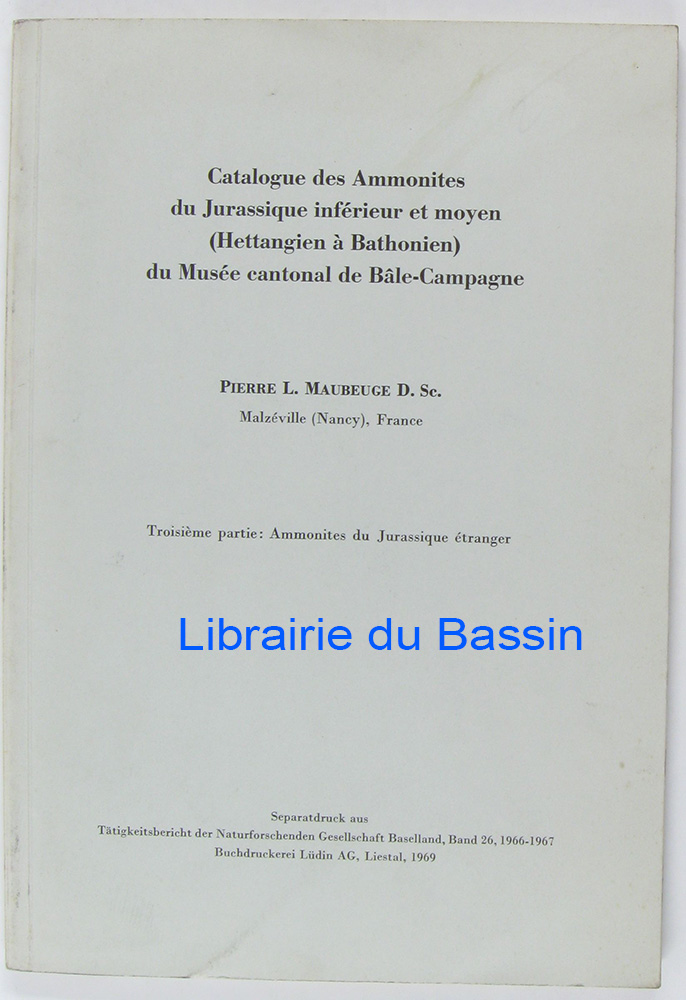 Catalogue des Ammonites
du Jurassique inférieur et moyen
(Hettangien à Bathonien)
du Musée cantonal de Bâle-Campagne
Pierre L. Maubeuge D. Sc.
Malzéville (Nancy), France
Troisième partie: Ammonites du Jurassique étranger
Librairie du Bassin
Separatdruck aus
Tätigkeitsbericht der Naturforschenden Gesellschaft Baselland, Band 26, 1966-1967
Buchdruckerei Lüdin AG, Liestal, 1969